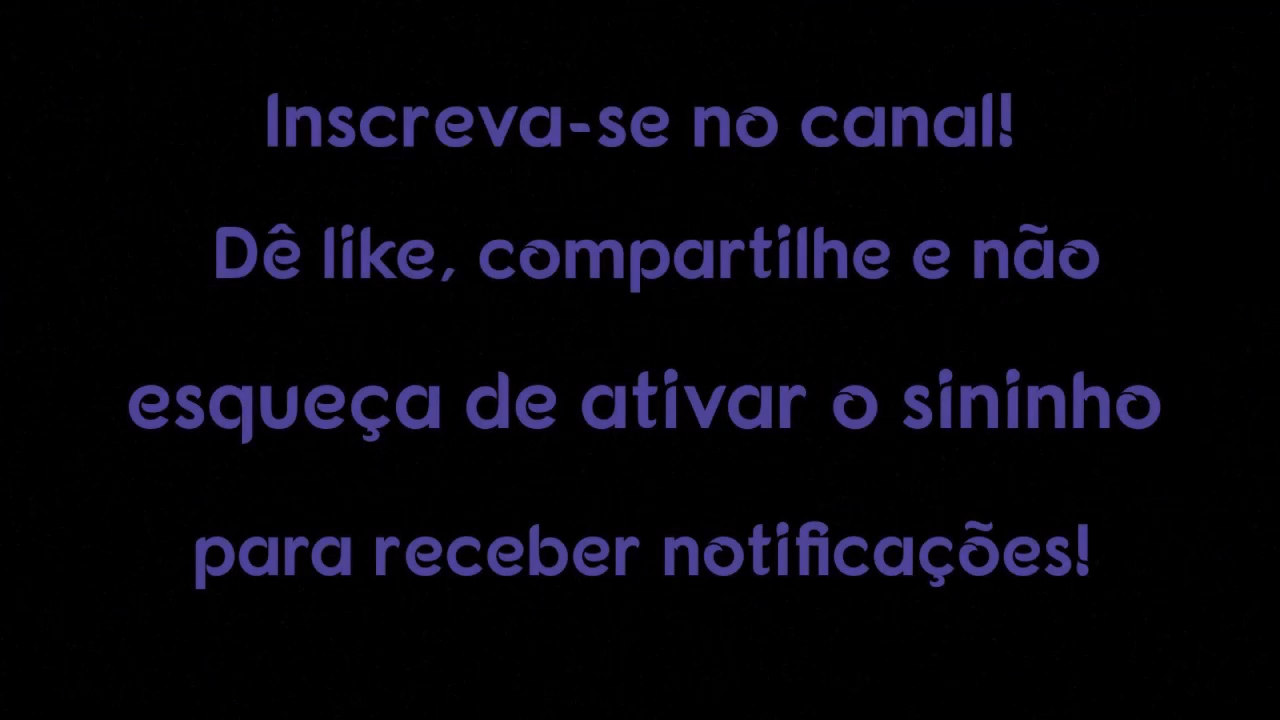 Inscreva-se no canal!
Dê like, compartilhe e não
esqueça de ativar o sininho
para receber notificações!